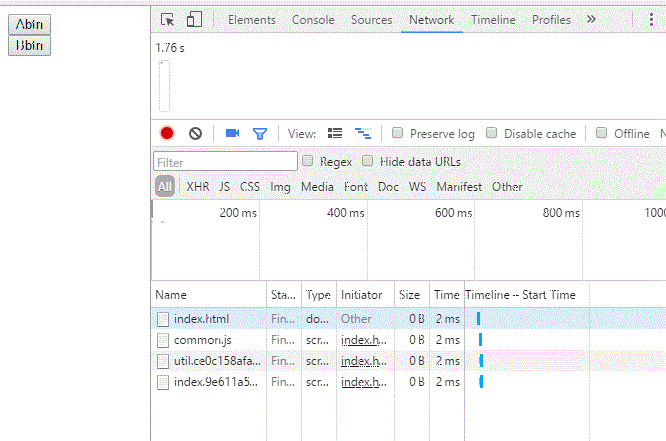 Abin
Bbin
Elements Console Sources Network Timeline Profiles
1.76 s
View: Preserve log Disable cache Offline N
Filter Regex Hide data URLs
All XHR JS CSS Img Media Font Doc WS Manifest Other
200 ms 400 ms 600 ms 800 ms 1000
Name Sta... Type Initiator Size Time Timeline – Start Time
index.html Fin... do... Other 0 B 2 ms
common.js Fin... scr... index.h... 0 B 2 ms
util.ce0c158afa... Fin... scr... index.h... 0 B 2 ms
index.9e611a5... Fin... scr... index.h... 0 B 2 ms